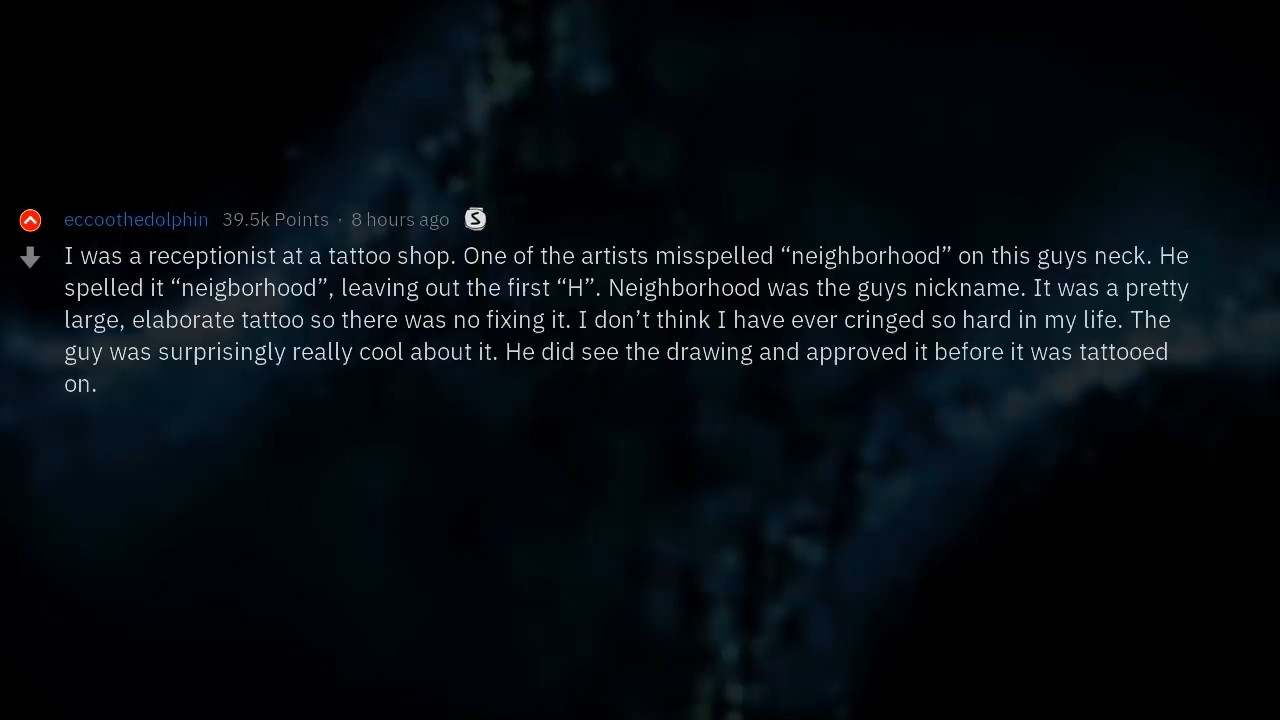 eccoothedolphin 39.5k Points · 8 hours ago S
I was a receptionist at a tattoo shop. One of the artists misspelled “neighborhood” on this guys neck. He
spelled it “neigborhood”, leaving out the first “H”. Neighborhood was the guys nickname. It was a pretty
large, elaborate tattoo so there was no fixing it. I don’t think I have ever cringed so hard in my life. The
guy was surprisingly really cool about it. He did see the drawing and approved it before it was tattooed
on.